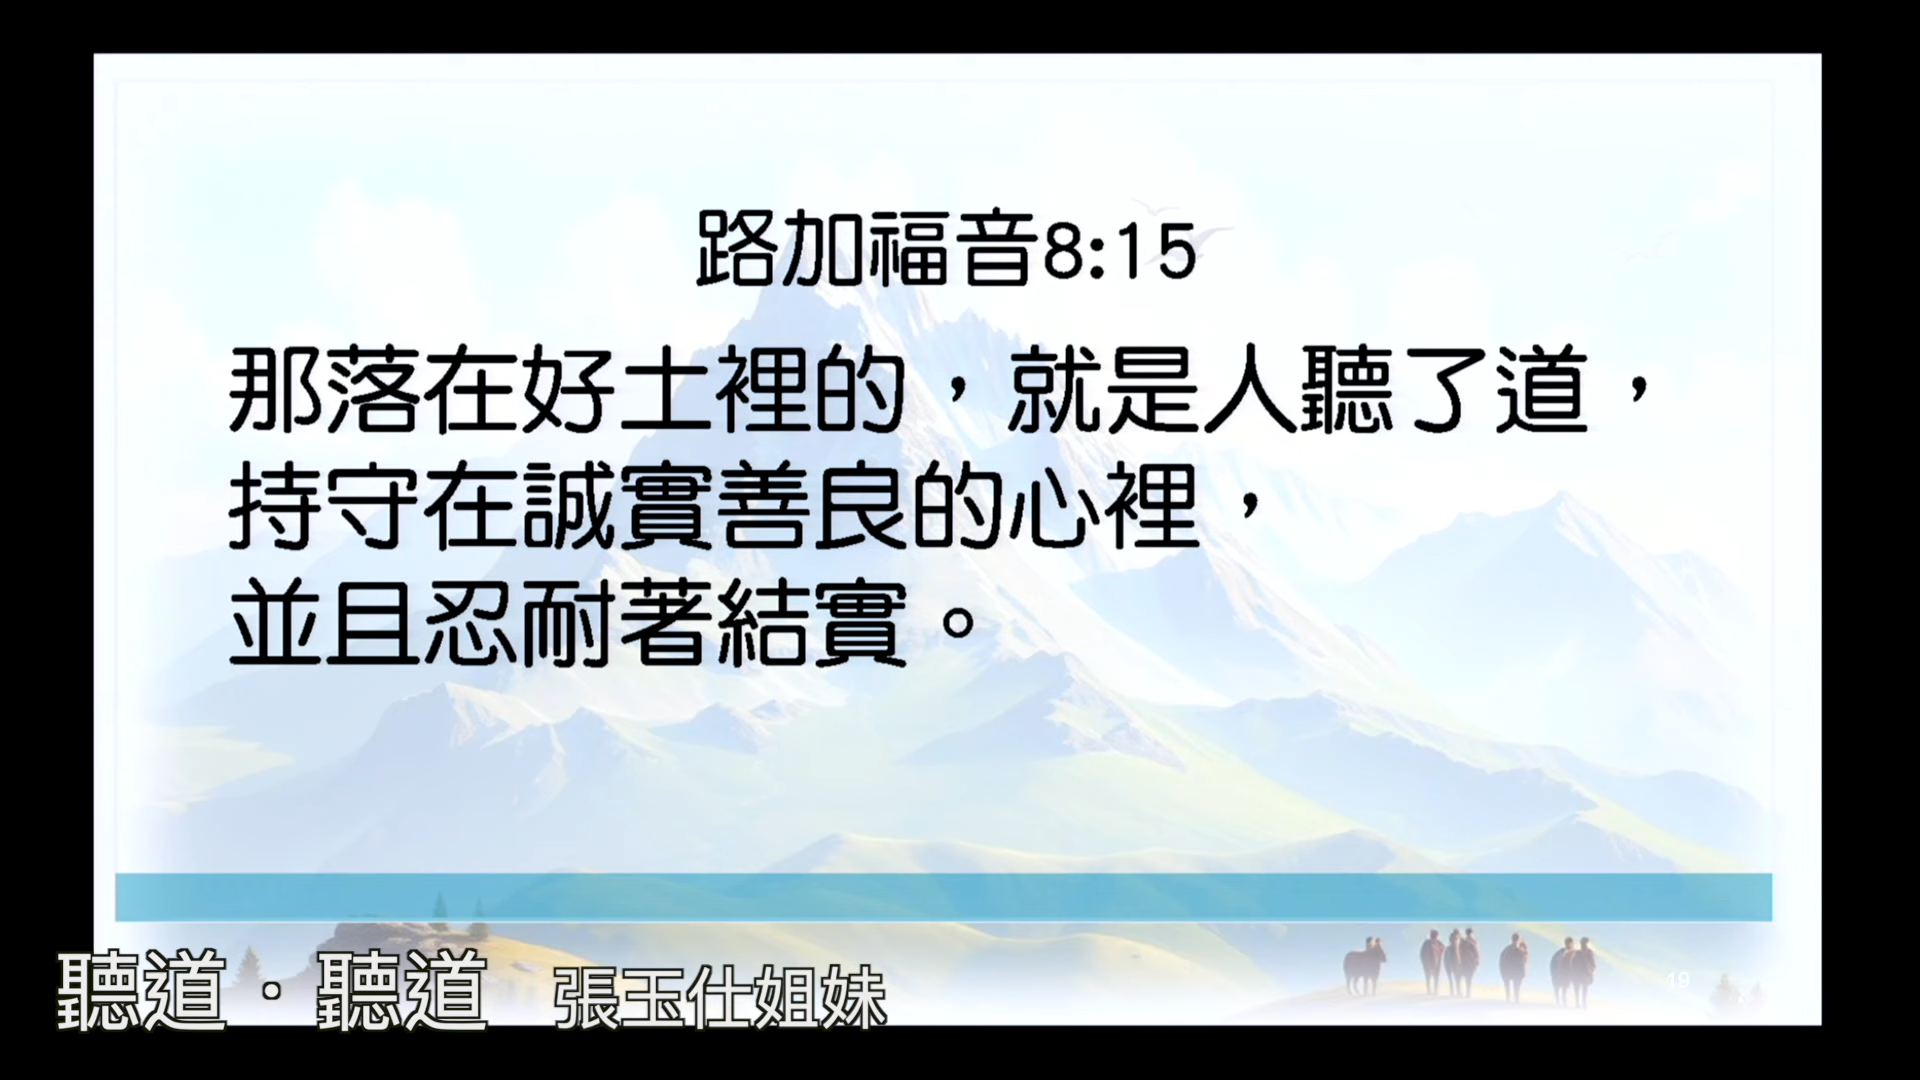 路加福音8:15
那落在好土裡的，就是人聽了道，
持守在誠實善良的心裡，
並且忍耐著結實。
19
聽道．聽道 張玉仕姐妹